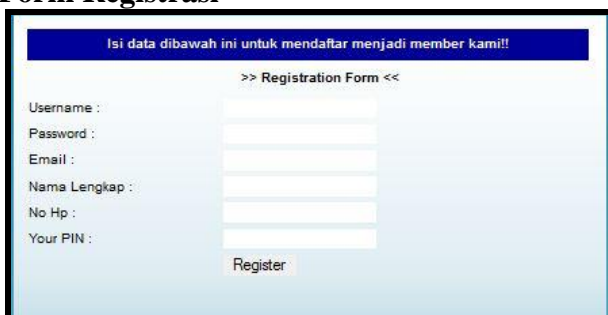 Form Registrasi
Isi data dibawah ini untuk mendaftar menjadi member kami!!
>> Registration Form <<
Username :
Password :
Email :
Nama Lengkap :
No Hp :
Your PIN :
Register